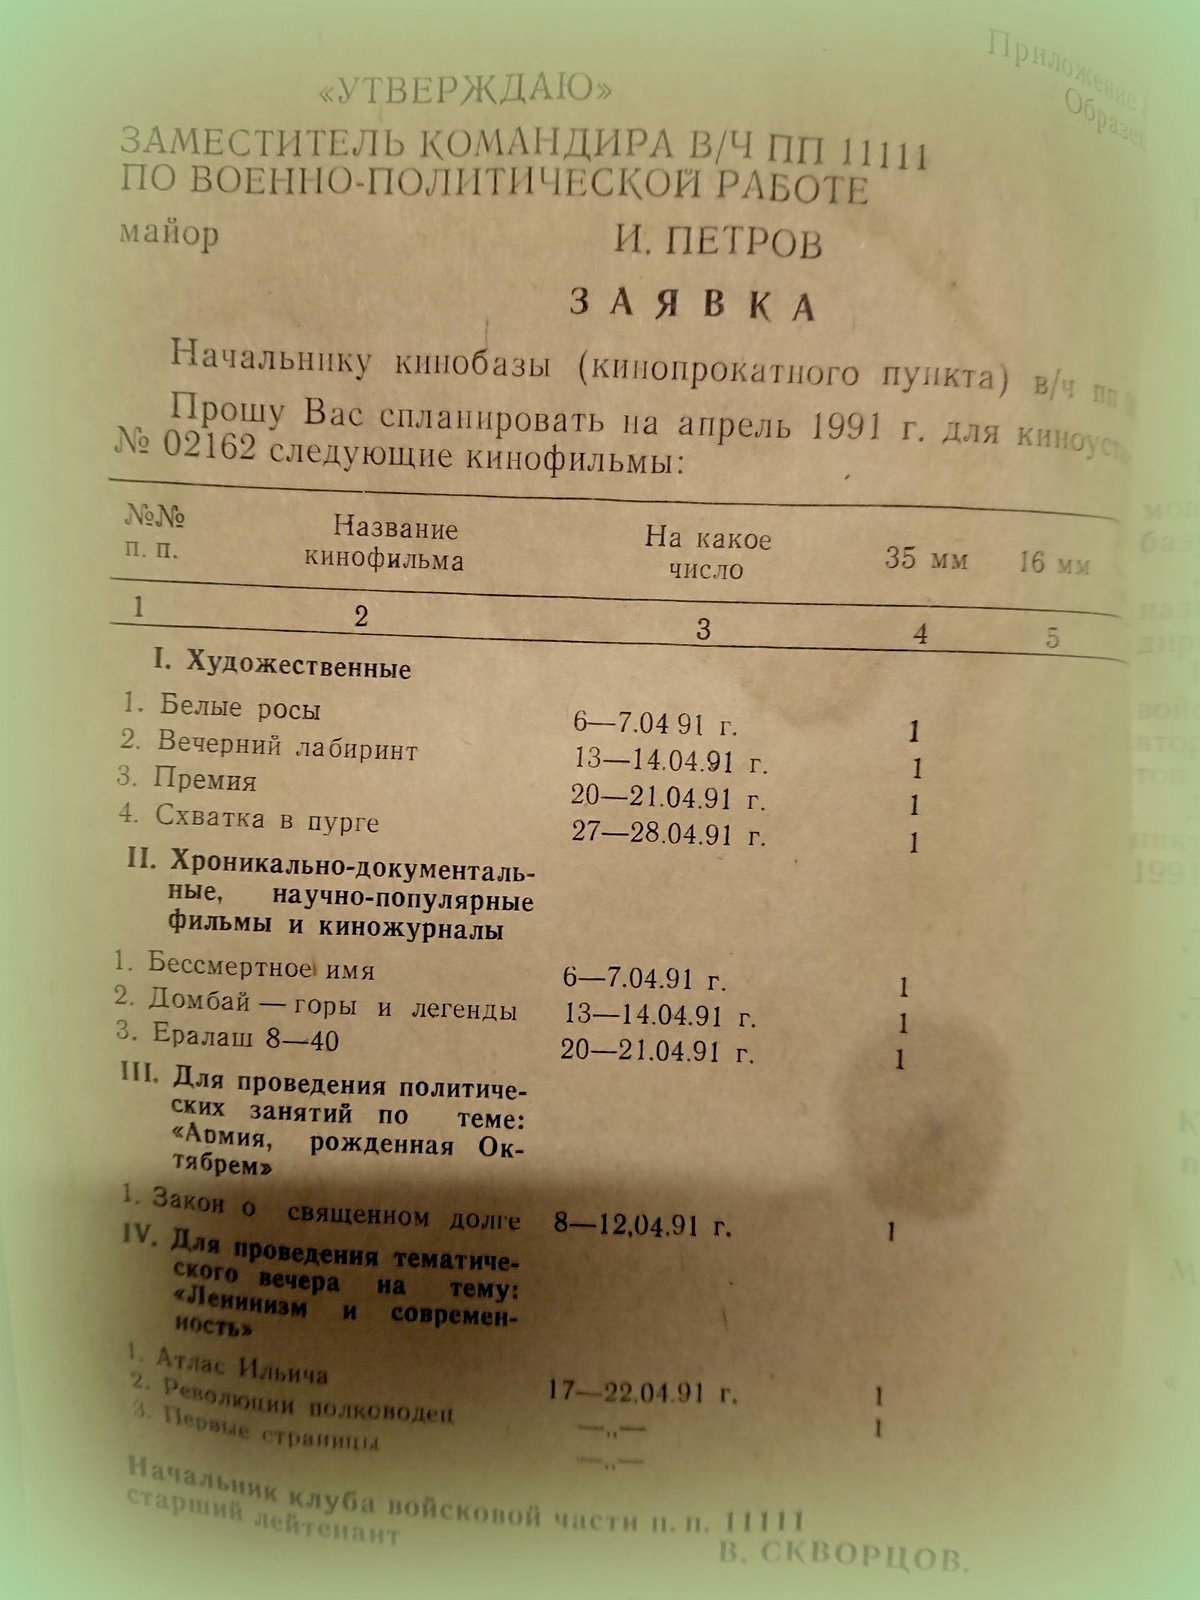 Приложение
Образец
«УТВЕРЖДАЮ»
ЗАМЕСТИТЕЛЬ КОМАНДИРА В/Ч ПП 11111
ПО ВОЕННО-ПОЛИТИЧЕСКОЙ РАБОТЕ
майор И. ПЕТРОВ
ЗАЯВКА
Начальнику кинобазы (кинопрокатного пункта) в/ч пп
Прошу Вас спланировать на апрель 1991 г. для киноуста
№ 02162 следующие кинофильмы:
№№ Название На какое 35 мм 16 мм
п. п. кинофильма число
1 2 3 4 5
I. Художественные
1. Белые росы 6—7.04 91 г. 1
2. Вечерний лабиринт 13—14.04.91 г. 1
3. Премия 20—21.04.91 г. 1
4. Схватка в пурге 27—28.04.91 г. 1
II. Хроникально-документаль-
ные, научно-популярные
фильмы и киножурналы
1. Бессмертное имя 6—7.04.91 г. 1
2. Домбай — горы и легенды 13—14.04.91 г. 1
3. Ералаш 8—40 20—21.04.91 г. 1
III. Для проведения политиче-
ских занятий по теме:
«Армия, рожденная Ок-
тябрем»
1. Закон о священном долге 8—12,04.91 г. 1
IV. Для проведения тематиче-
ского вечера на тему:
«Ленинизм и современ-
ность»
1. Атлас Ильича 17—22.04.91 г. 1
2. Революции полководец —„— 1
3. Первые страницы —„—
Начальник клуба войсковой части п. п. 11111
старший лейтенант
В. СКВОРЦОВ.